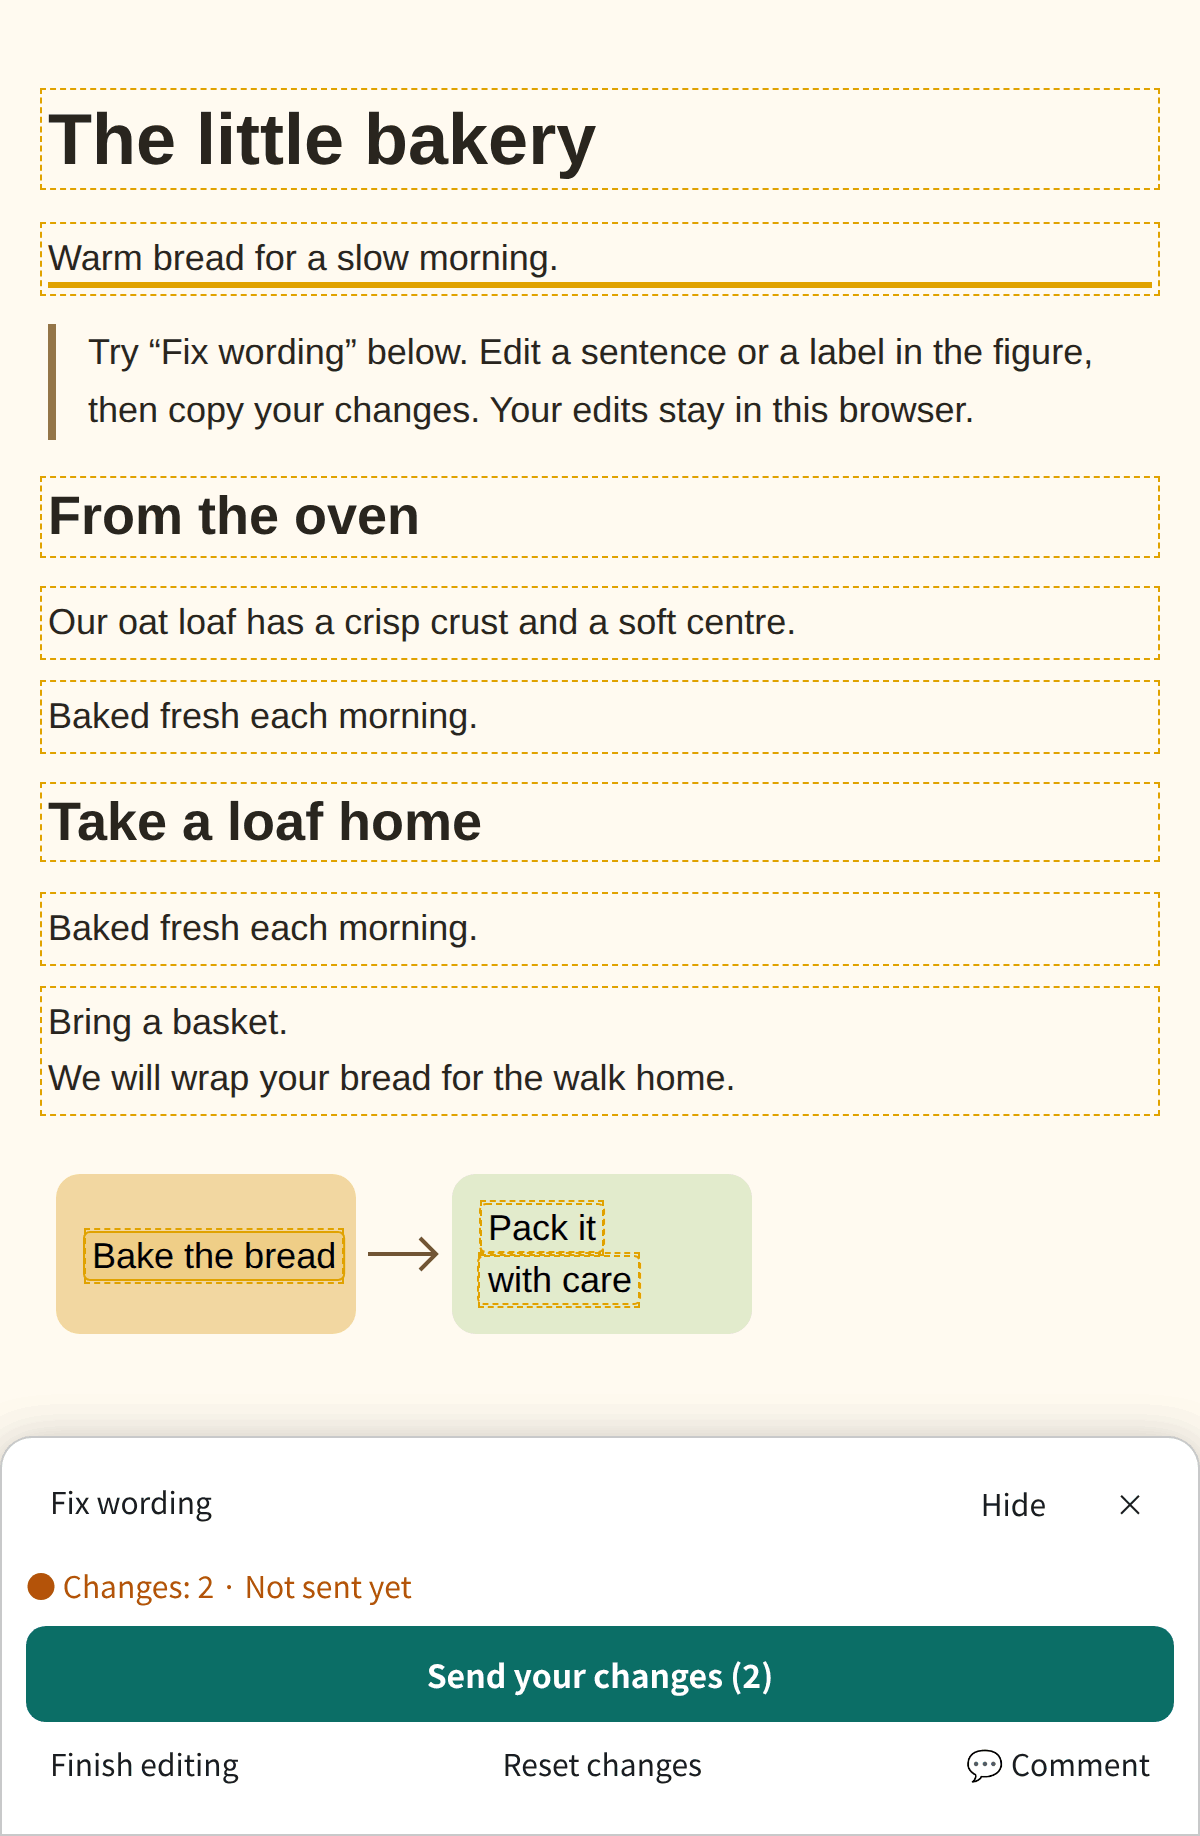 The little bakery
Warm bread for a slow morning.
Try “Fix wording” below. Edit a sentence or a label in the figure,
then copy your changes. Your edits stay in this browser.
From the oven
Our oat loaf has a crisp crust and a soft centre.
Baked fresh each morning.
Take a loaf home
Baked fresh each morning.
Bring a basket.
We will wrap your bread for the walk home.
Bake the bread
Pack it
with care
Fix wording
Hide
×
Changes: 2 · Not sent yet
Send your changes (2)
Finish editing
Reset changes
💬 Comment